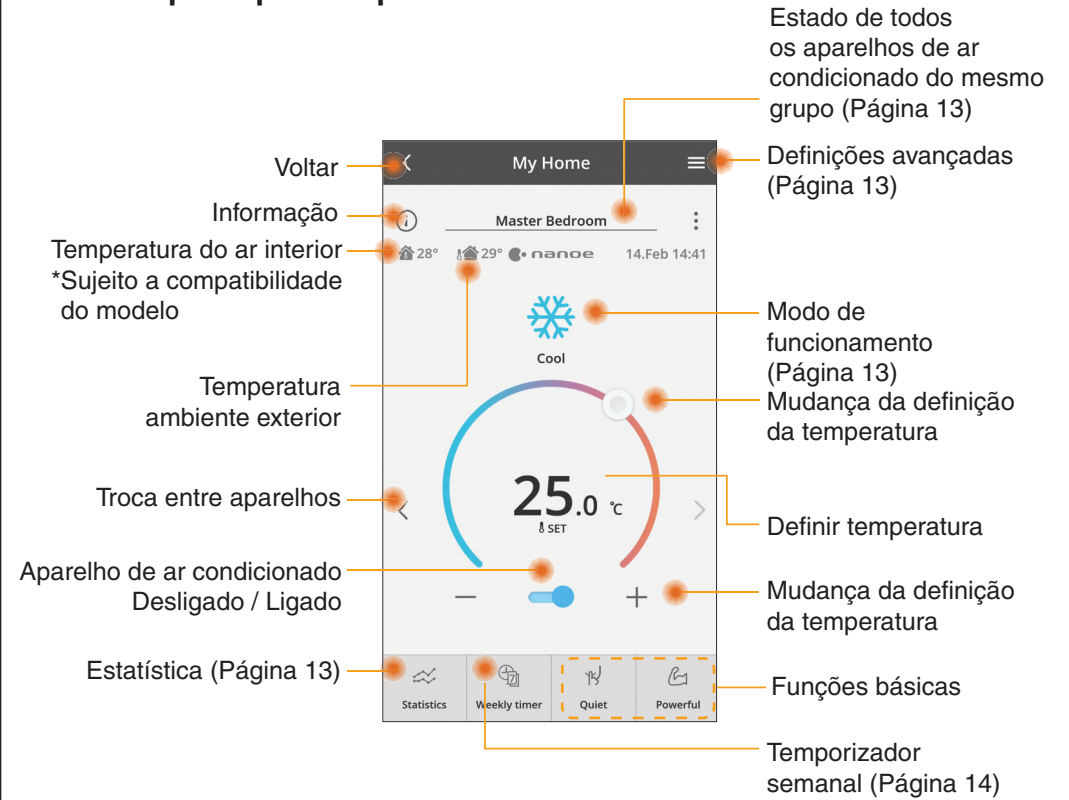 Estado de todos
os aparelhos de ar
condicionado do mesmo
grupo (Página 13)
Voltar
My Home
Definições avançadas
(Página 13)
Informação
Master Bedroom
Temperatura do ar interior
*Sujeito a compatibilidade
do modelo
28°
29°
nanoe
14.Feb 14:41
Cool
Modo de
funcionamento
(Página 13)
Temperatura
ambiente exterior
Mudança da definição
da temperatura
Troca entre aparelhos
25.0 °C
SET
Definir temperatura
Aparelho de ar condicionado
Desligado / Ligado
Mudança da definição
da temperatura
Estatística (Página 13)
7
Statistics
Weekly timer
Quiet
Powerful
Funções básicas
Temporizador
semanal (Página 14)